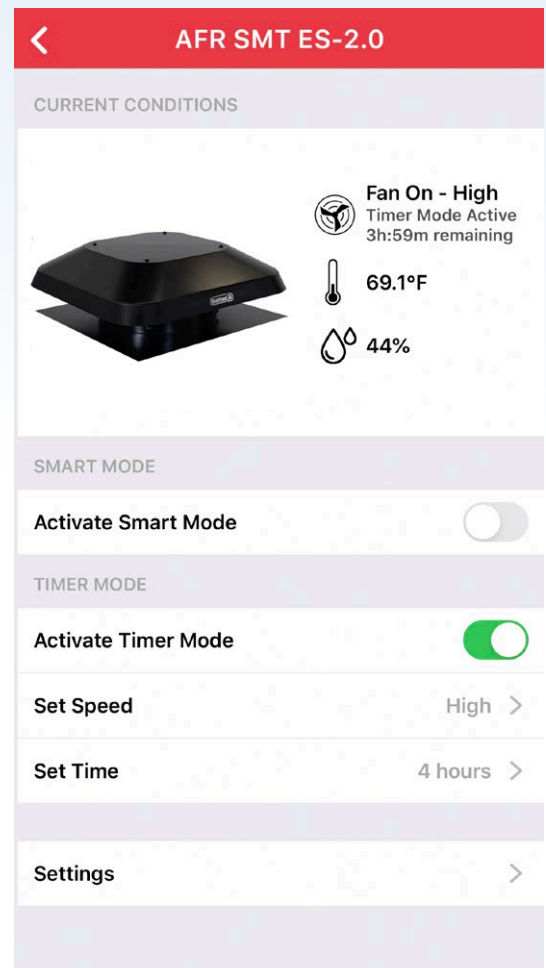 AFR SMT ES-2.0
CURRENT CONDITIONS
Fan On - High
Timer Mode Active
3h:59m remaining
69.1°F
44%
SMART MODE
Activate Smart Mode
TIMER MODE
Activate Timer Mode
Set Speed
High
Set Time
4 hours
Settings